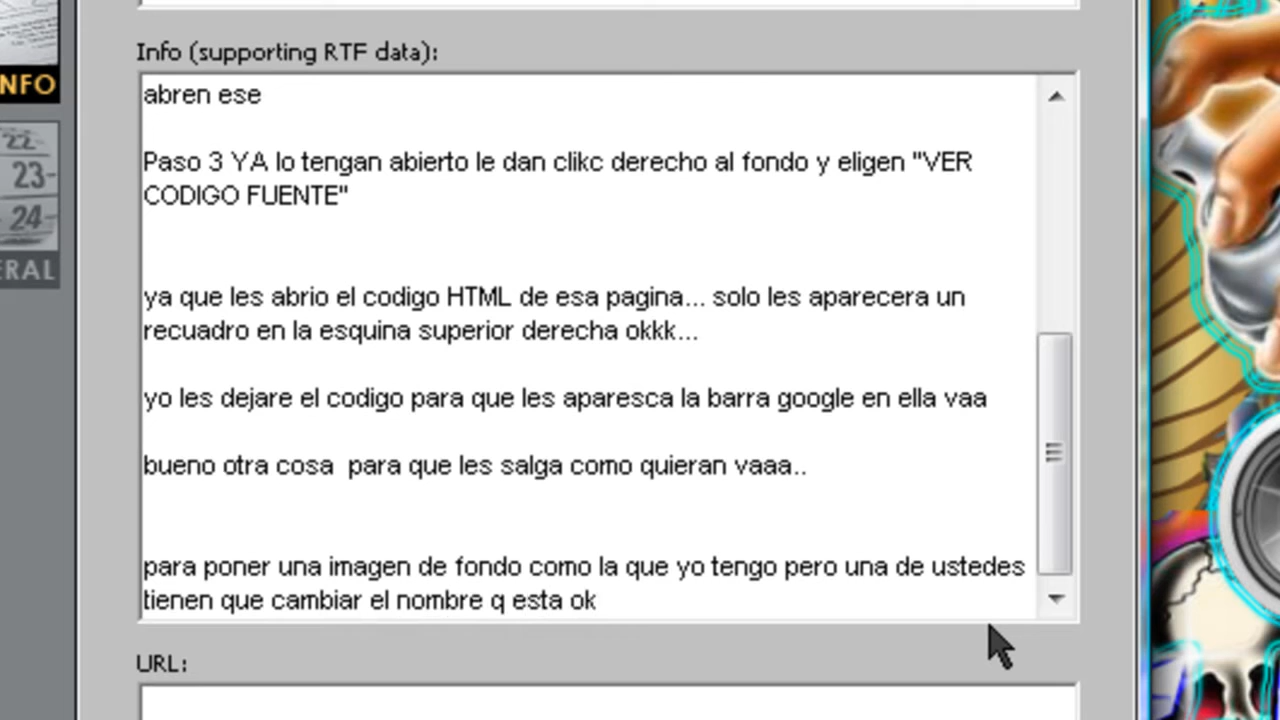 NFO
22
23
24
ERAL
Info (supporting RTF data):
abren ese
Paso 3 YA lo tengan abierto le dan clikc derecho al fondo y eligen "VER
CODIGO FUENTE"
ya que les abrio el codigo HTML de esa pagina... solo les aparecera un
recuadro en la esquina superior derecha okkk...
yo les dejare el codigo para que les aparesca la barra google en ella vaa
bueno otra cosa  para que les salga como quieran vaaa..
para poner una imagen de fondo como la que yo tengo pero una de ustedes
tienen que cambiar el nombre q esta ok
URL: